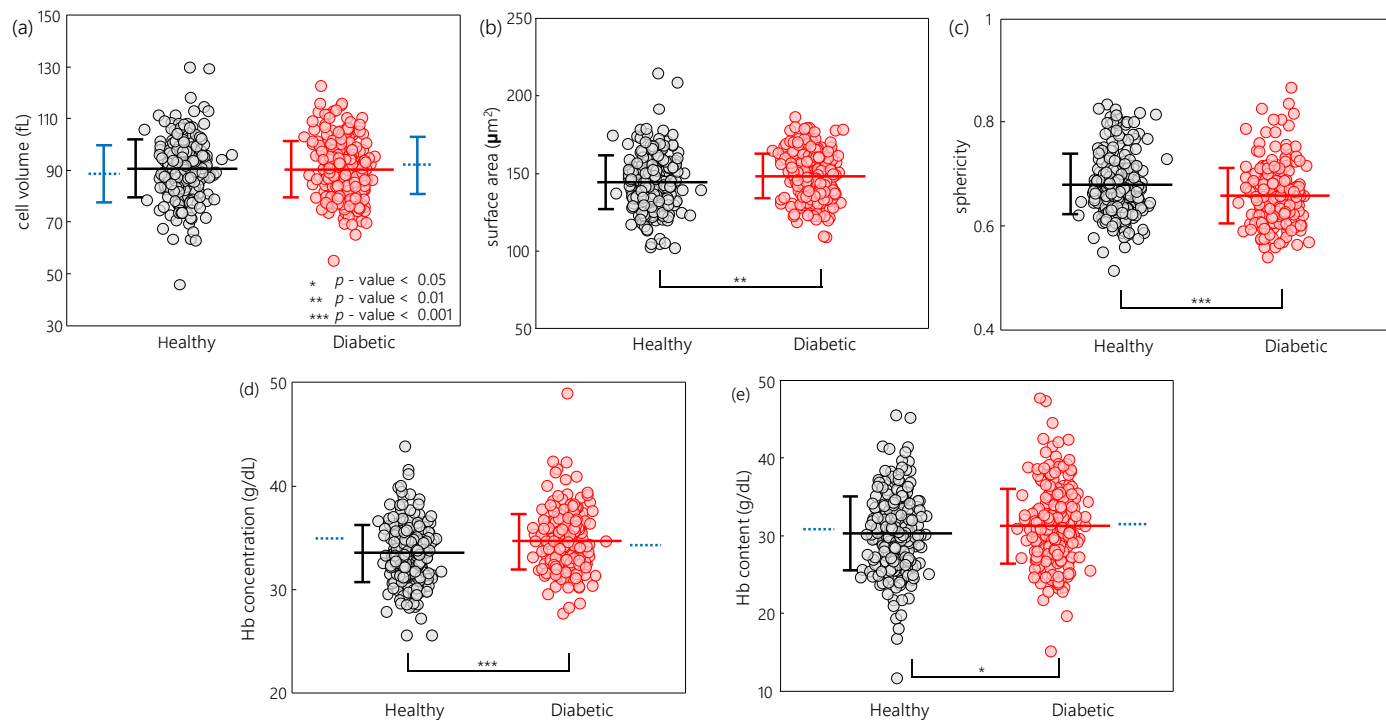 (a)
cell volume (fL)
150
130
110
90
70
50
30
* p - value < 0.05
** p - value < 0.01
*** p - value < 0.001
Healthy
Diabetic
(b)
surface area (μm²)
250
200
150
100
50
**
Healthy
Diabetic
(c)
sphericity
1
0.8
0.6
0.4
***
Healthy
Diabetic
(d)
Hb concentration (g/dL)
50
40
30
20
***
Healthy
Diabetic
(e)
Hb content (g/dL)
50
40
30
20
10
*
Healthy
Diabetic